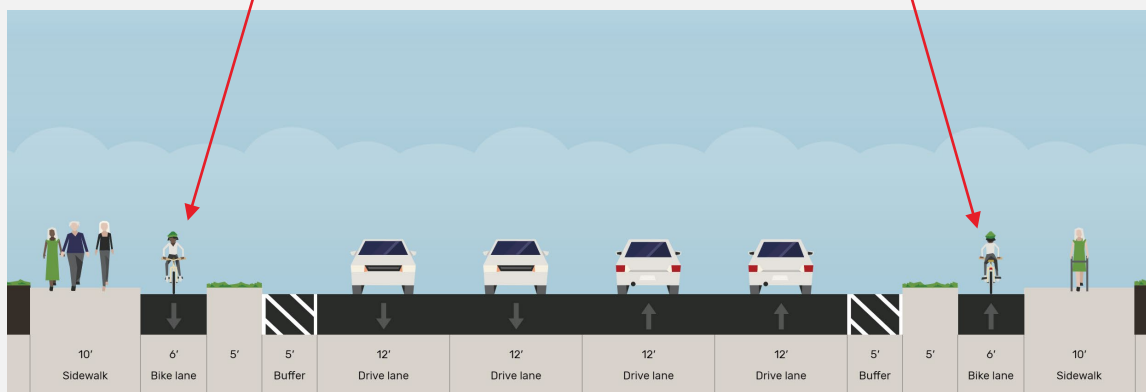 10′ 6′ 5′ 5′ 12′ 12′ 12′ 12′ 5′ 5′ 6′ 10′
Sidewalk Bike lane Buffer Drive lane Drive lane Drive lane Drive lane Buffer Bike lane Sidewalk